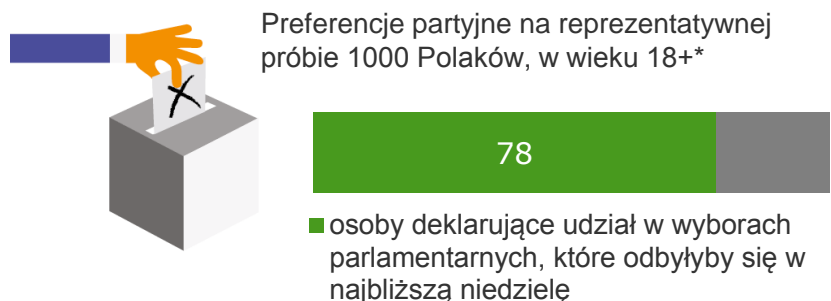 Preferencje partyjne na reprezentatywnej
próbie 1000 Polaków, w wieku 18+*
78
osoby deklarujące udział w wyborach
parlamentarnych, które odbyłyby się w
najbliższą niedzielę